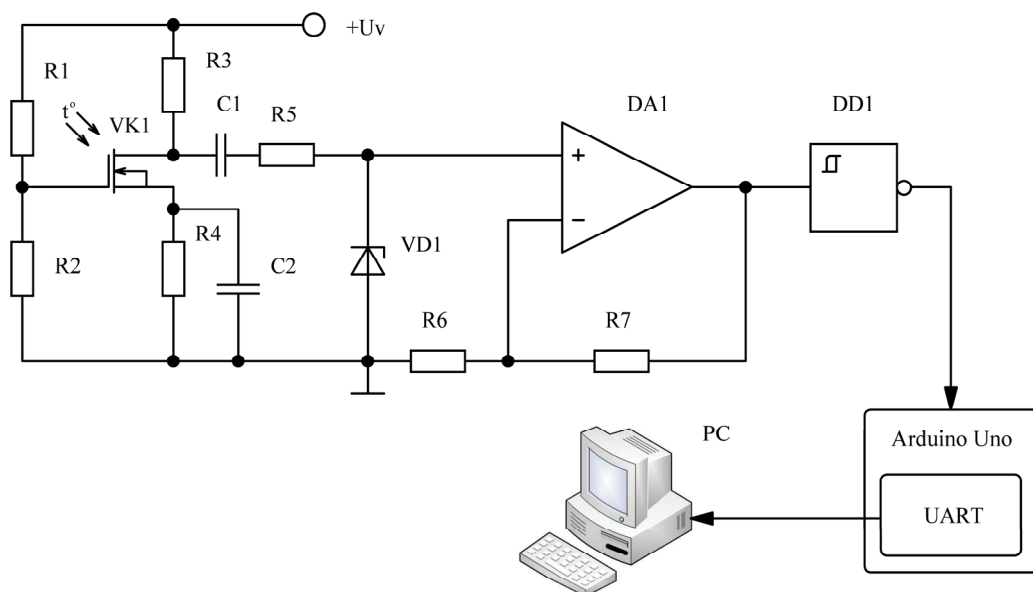 +Uv
R1
R3
t°
VK1
C1
R5
DA1
DD1
+
−
R2
R4
C2
VD1
R6
R7
PC
Arduino Uno
UART